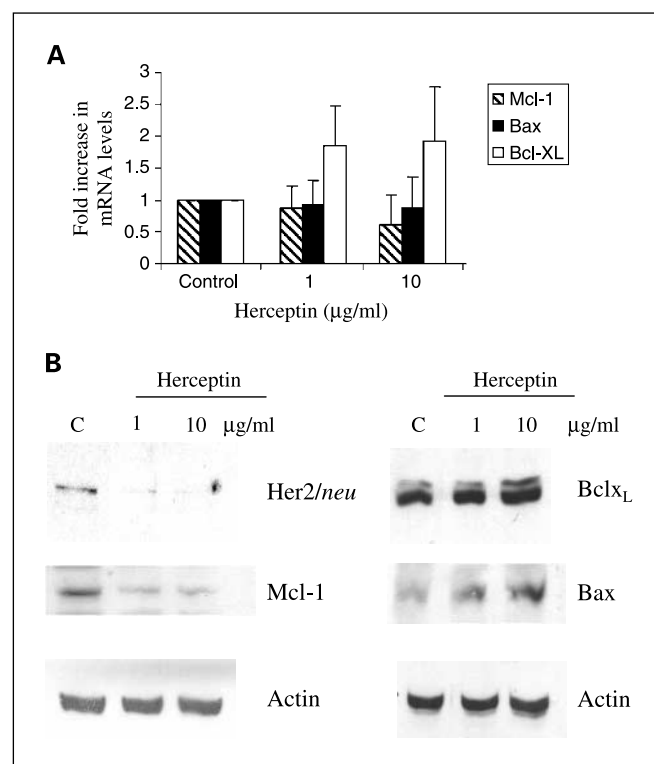 A
Fold increase in
mRNA levels
3
2.5
2
1.5
1
0.5
0
Control
1
10
Herceptin (μg/ml)
Mcl-1
Bax
Bcl-XL
B
Herceptin
C 1 10 μg/ml
Her2/neu
Mcl-1
Actin
Herceptin
C 1 10 μg/ml
BclxL
Bax
Actin